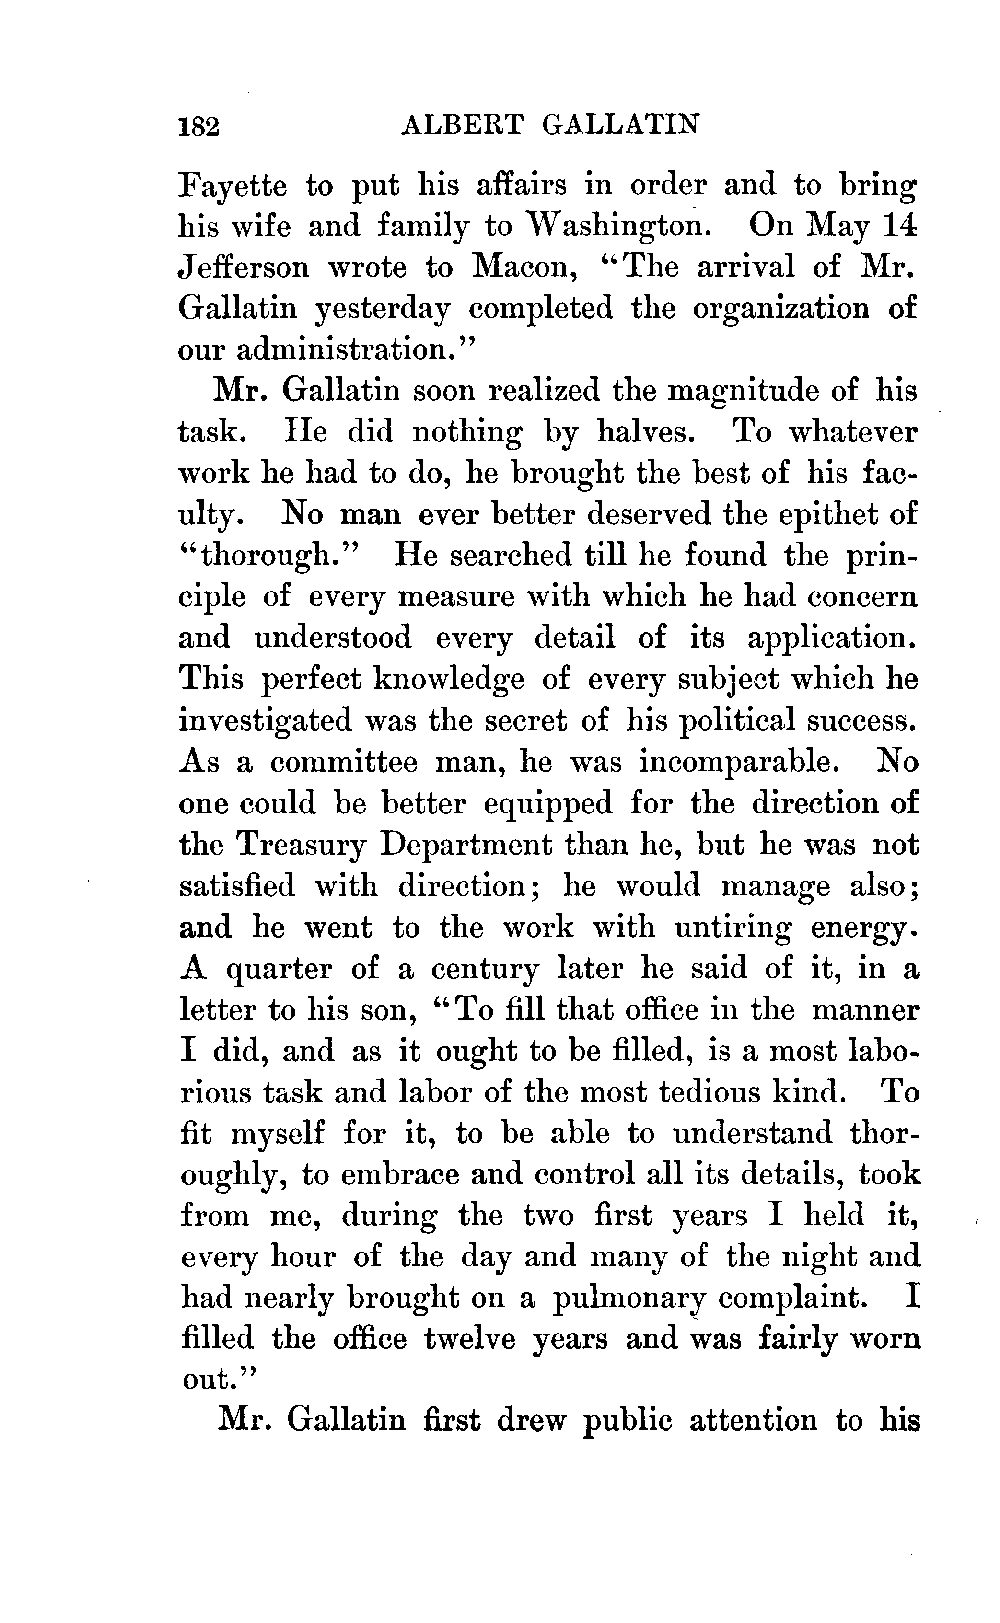 182 ALBERT GALLATIN
Fayette to put his affairs in order and to bring
his wife and family to Washington. On May 14
Jefferson wrote to Macon, “The arrival of Mr.
Gallatin yesterday completed the organization of
our administration.”
Mr. Gallatin soon realized the magnitude of his
task. He did nothing by halves. To whatever
work he had to do, he brought the best of his fac-
ulty. No man ever better deserved the epithet of
“thorough.” He searched till he found the prin-
ciple of every measure with which he had concern
and understood every detail of its application.
This perfect knowledge of every subject which he
investigated was the secret of his political success.
As a committee man, he was incomparable. No
one could be better equipped for the direction of
the Treasury Department than he, but he was not
satisfied with direction; he would manage also;
and he went to the work with untiring energy.
A quarter of a century later he said of it, in a
letter to his son, “To fill that office in the manner
I did, and as it ought to be filled, is a most labo-
rious task and labor of the most tedious kind. To
fit myself for it, to be able to understand thor-
oughly, to embrace and control all its details, took
from me, during the two first years I held it,
every hour of the day and many of the night and
had nearly brought on a pulmonary complaint. I
filled the office twelve years and was fairly worn
out.”
Mr. Gallatin first drew public attention to his